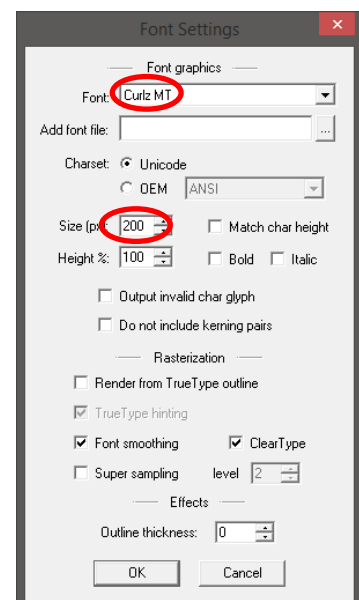 Font Settings
Font graphics
Font: Curlz MT
Add font file: ...
Charset: Unicode
OEM ANSI
Size (px): 200 Match char height
Height %: 100 Bold Italic
Output invalid char glyph
Do not include kerning pairs
Rasterization
Render from TrueType outline
TrueType hinting
Font smoothing ClearType
Super sampling level 2
Effects
Outline thickness: 0
OK Cancel